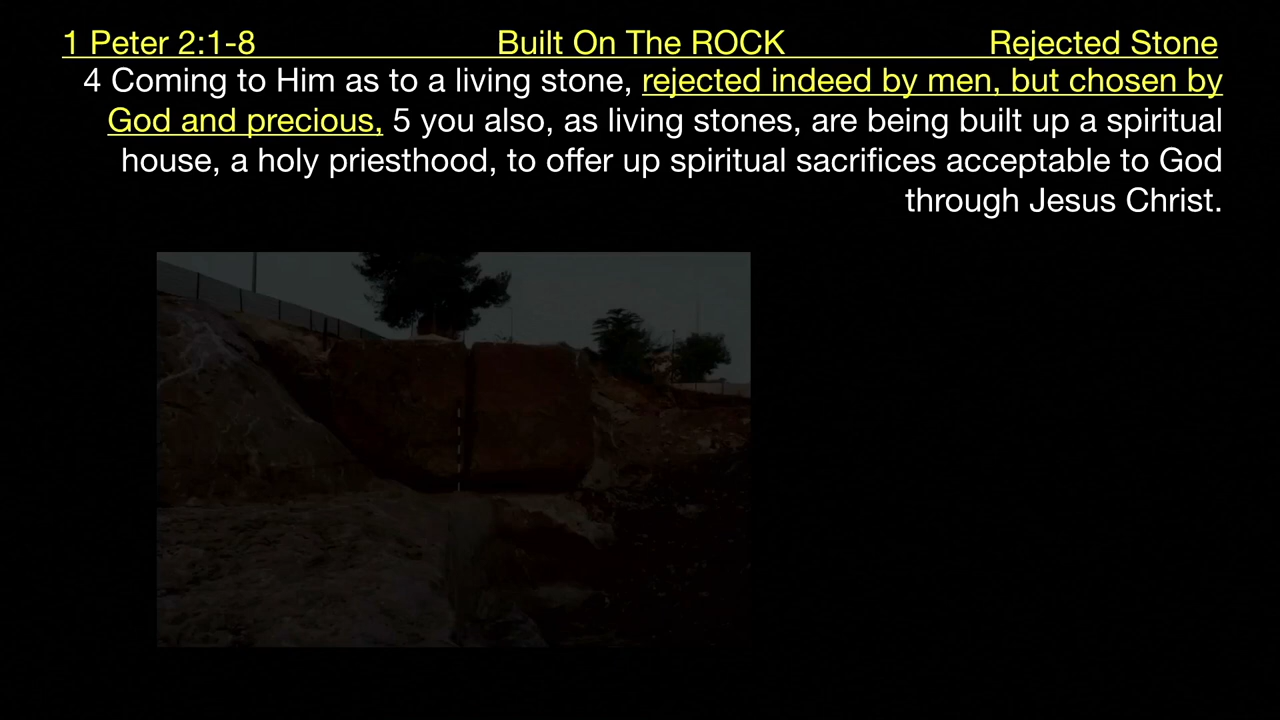 1 Peter 2:1-8 Built On The ROCK Rejected Stone
4 Coming to Him as to a living stone, rejected indeed by men, but chosen by
God and precious, 5 you also, as living stones, are being built up a spiritual
house, a holy priesthood, to offer up spiritual sacrifices acceptable to God
through Jesus Christ.